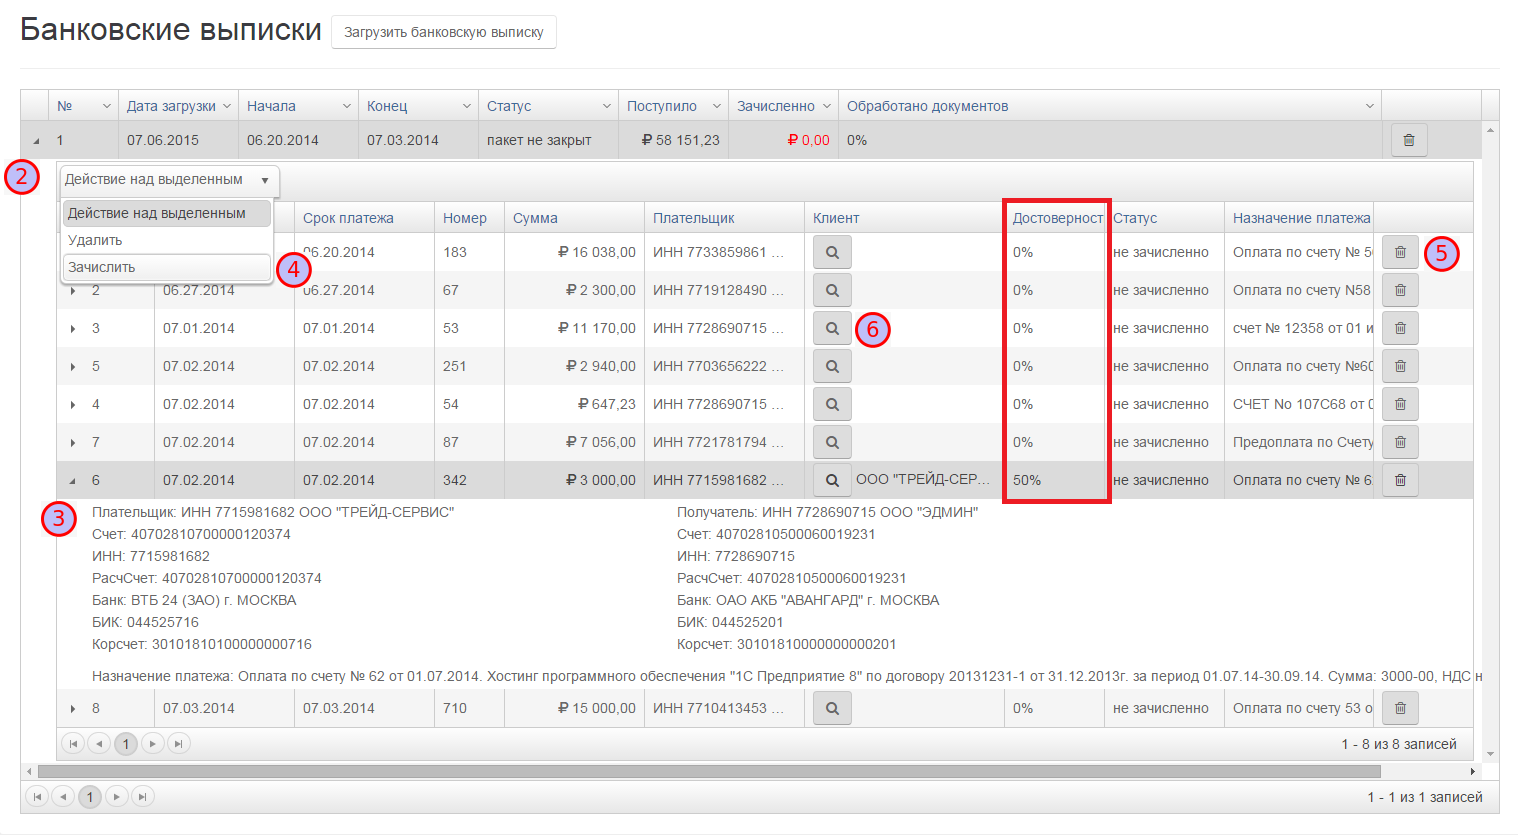 Банковские выписки Загрузить банковскую выписку
№ Дата загрузки Начала Конец Статус Поступило Зачисленно Обработано документов
1 07.06.2015 06.20.2014 07.03.2014 пакет не закрыт ₽ 58 151,23 ₽ 0,00 0%
2 Действие над выделенным
Действие над выделенным Срок платежа Номер Сумма Плательщик Клиент Достоверност Статус Назначение платежа
Удалить
06.20.2014 183 ₽ 16 038,00 ИНН 7733859861 ... 0% не зачисленно Оплата по счету № 5 5
Зачислить 4
2 06.27.2014 06.27.2014 67 ₽ 2 300,00 ИНН 7719128490 ... 0% не зачисленно Оплата по счету N58
3 07.01.2014 07.01.2014 53 ₽ 11 170,00 ИНН 7728690715 ... 6 0% не зачисленно счет № 12358 от 01 и
5 07.02.2014 07.02.2014 251 ₽ 2 940,00 ИНН 7703656222 ... 0% не зачисленно Оплата по счету №60
4 07.02.2014 07.02.2014 54 ₽ 647,23 ИНН 7728690715 ... 0% не зачисленно СЧЕТ No 107С68 от 0
7 07.02.2014 07.02.2014 87 ₽ 7 056,00 ИНН 7721781794 ... 0% не зачисленно Предоплата по Счету
6 07.02.2014 07.02.2014 342 ₽ 3 000,00 ИНН 7715981682 ... ООО "ТРЕЙД-СЕР... 50% не зачисленно Оплата по счету № 6
3
Плательщик: ИНН 7715981682 ООО "ТРЕЙД-СЕРВИС" Получатель: ИНН 7728690715 ООО "ЭДМИН"
Счет: 40702810700000120374 Счет: 40702810500060019231
ИНН: 7715981682 ИНН: 7728690715
РасчСчет: 40702810700000120374 РасчСчет: 40702810500060019231
Банк: ВТБ 24 (ЗАО) г. МОСКВА Банк: ОАО АКБ "АВАНГАРД" г. МОСКВА
БИК: 044525716 БИК: 044525201
Корсчет: 30101810100000000716 Корсчет: 30101810000000000201
Назначение платежа: Оплата по счету № 62 от 01.07.2014. Хостинг программного обеспечения "1С Предприятие 8" по договору 20131231-1 от 31.12.2013г. за период 01.07.14-30.09.14. Сумма: 3000-00, НДС н
8 07.03.2014 07.03.2014 710 ₽ 15 000,00 ИНН 7710413453 ... 0% не зачисленно Оплата по счету 53 о
1 1 - 8 из 8 записей
1 1 - 1 из 1 записей